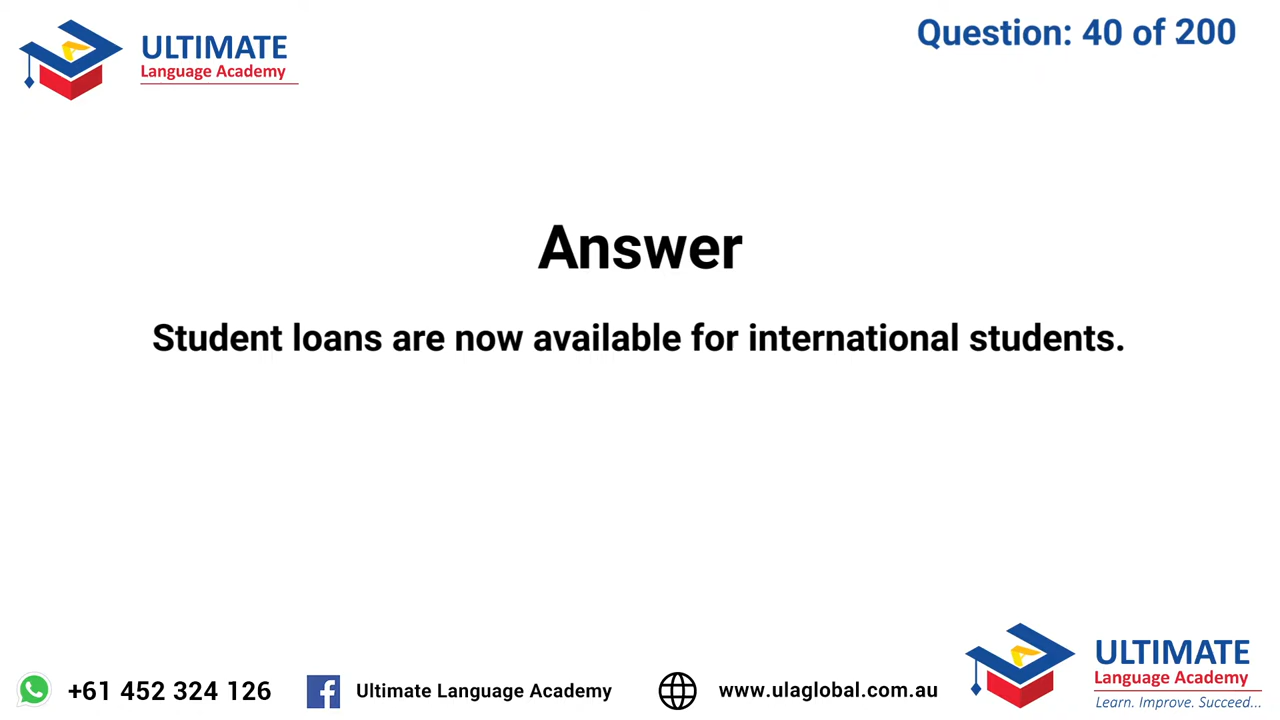 ULTIMATE
Language Academy
Question: 40 of 200
Answer
Student loans are now available for international students.
+61 452 324 126
Ultimate Language Academy
www.ulaglobal.com.au
ULTIMATE
Language Academy
Learn. Improve. Succeed...